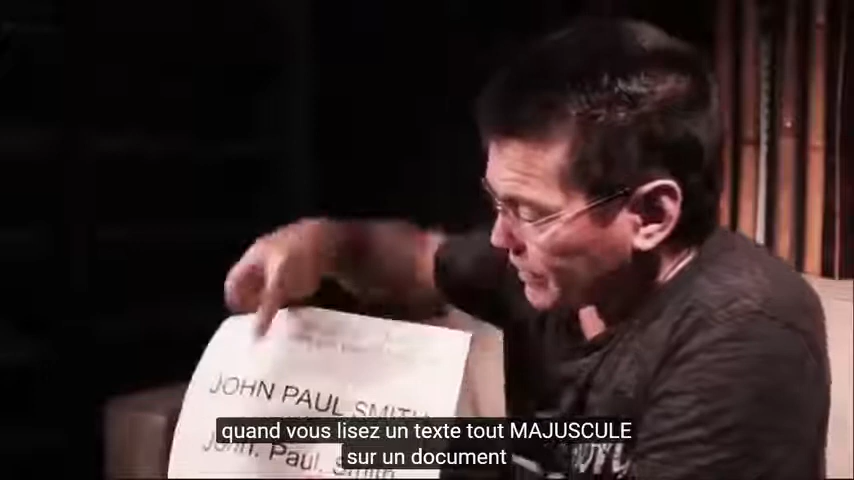 JOHN PAUL SMITH
quand vous lisez un texte tout MAJUSCULE
John. Paul. Smith
sur un document